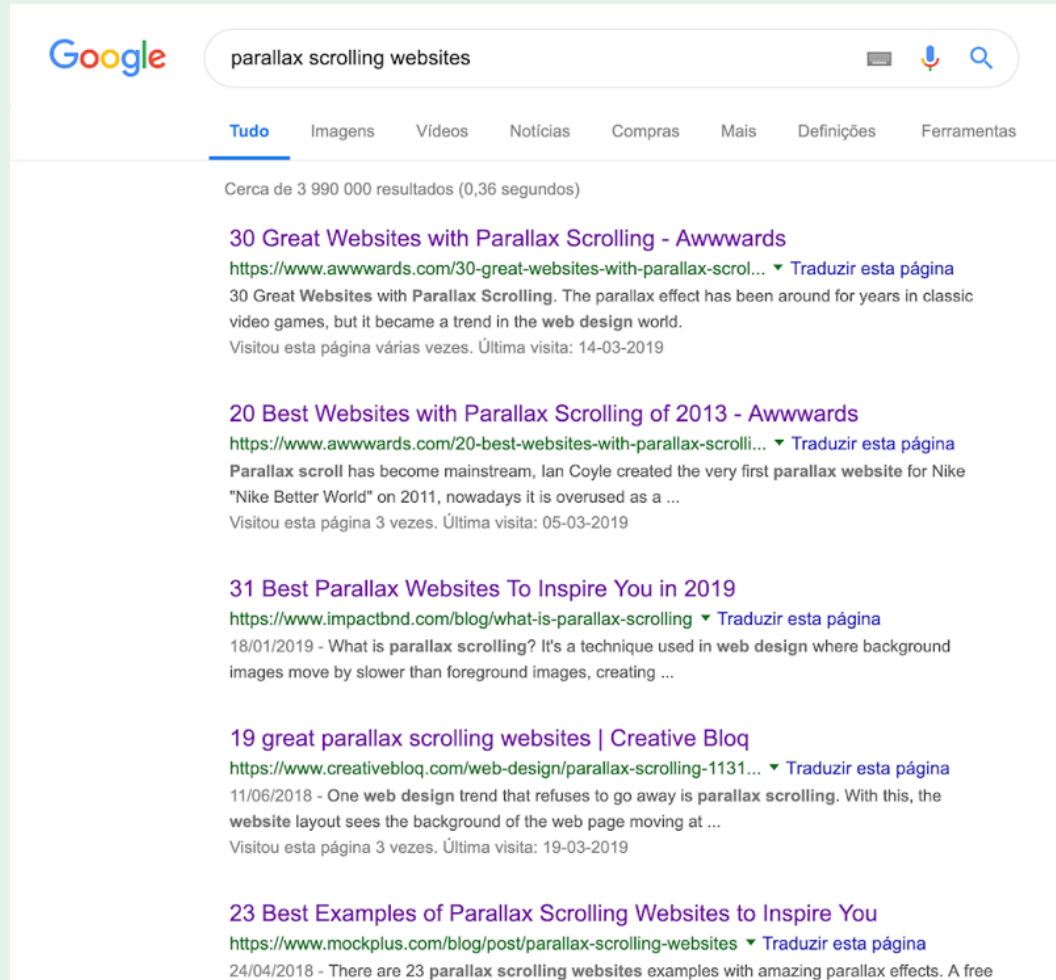 Google
parallax scrolling websites
Tudo Imagens Vídeos Notícias Compras Mais Definições Ferramentas
Cerca de 3 990 000 resultados (0,36 segundos)
30 Great Websites with Parallax Scrolling - Awwwards
https://www.awwwards.com/30-great-websites-with-parallax-scrol... ▼ Traduzir esta página
30 Great Websites with Parallax Scrolling. The parallax effect has been around for years in classic
video games, but it became a trend in the web design world.
Visitou esta página várias vezes. Última visita: 14-03-2019
20 Best Websites with Parallax Scrolling of 2013 - Awwwards
https://www.awwwards.com/20-best-websites-with-parallax-scrolli... ▼ Traduzir esta página
Parallax scroll has become mainstream, Ian Coyle created the very first parallax website for Nike
"Nike Better World" on 2011, nowadays it is overused as a ...
Visitou esta página 3 vezes. Última visita: 05-03-2019
31 Best Parallax Websites To Inspire You in 2019
https://www.impactbnd.com/blog/what-is-parallax-scrolling ▼ Traduzir esta página
18/01/2019 - What is parallax scrolling? It's a technique used in web design where background
images move by slower than foreground images, creating ...
19 great parallax scrolling websites | Creative Bloq
https://www.creativebloq.com/web-design/parallax-scrolling-1131... ▼ Traduzir esta página
11/06/2018 - One web design trend that refuses to go away is parallax scrolling. With this, the
website layout sees the background of the web page moving at ...
Visitou esta página 3 vezes. Última visita: 19-03-2019
23 Best Examples of Parallax Scrolling Websites to Inspire You
https://www.mockplus.com/blog/post/parallax-scrolling-websites ▼ Traduzir esta página
24/04/2018 - There are 23 parallax scrolling websites examples with amazing parallax effects. A free